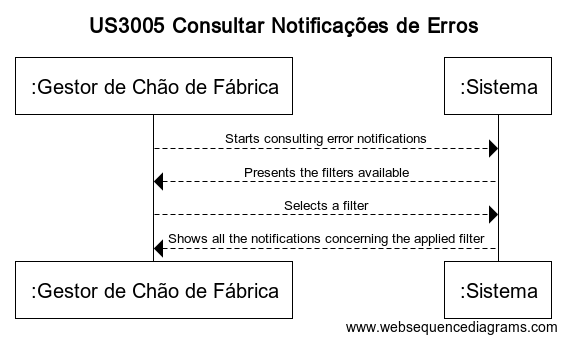 US3005 Consultar Notificações de Erros
:Gestor de Chão de Fábrica
:Sistema
Starts consulting error notifications
Presents the filters available
Selects a filter
Shows all the notifications concerning the applied filter
:Gestor de Chão de Fábrica
:Sistema
www.websequencediagrams.com